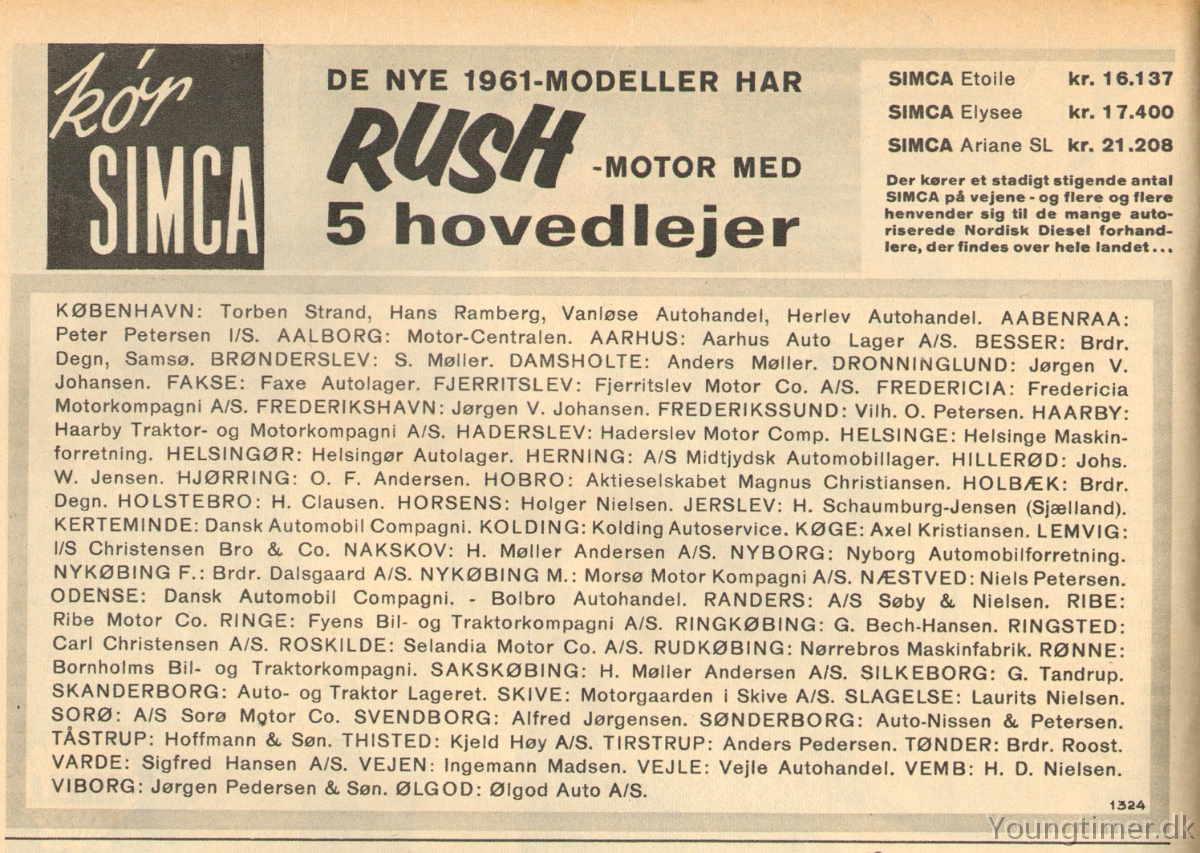 kør
SIMCA
DE NYE 1961-MODELLER HAR
RUSH
-MOTOR MED
5 hovedlejer
SIMCA Etoile kr. 16.137
SIMCA Elysee kr. 17.400
SIMCA Ariane SL kr. 21.208
Der kører et stadigt stigende antal
SIMCA på vejene - og flere og flere
henvender sig til de mange auto-
riserede Nordisk Diesel forhand-
lere, der findes over hele landet...
KØBENHAVN: Torben Strand, Hans Ramberg, Vanløse Autohandel, Herlev Autohandel. AABENRAA:
Peter Petersen I/S. AALBORG: Motor-Centralen. AARHUS: Aarhus Auto Lager A/S. BESSER: Brdr.
Degn, Samsø. BRØNDERSLEV: S. Møller. DAMSHOLTE: Anders Møller. DRONNINGLUND: Jørgen V.
Johansen. FAKSE: Faxe Autolager. FJERRITSLEV: Fjerritslev Motor Co. A/S. FREDERICIA: Fredericia
Motorkompagni A/S. FREDERIKSHAVN: Jørgen V. Johansen. FREDERIKSSUND: Vilh. O. Petersen. HAARBY:
Haarby Traktor- og Motorkompagni A/S. HADERSLEV: Haderslev Motor Comp. HELSINGE: Helsinge Maskin-
forretning. HELSINGØR: Helsingør Autolager. HERNING: A/S Midtjydsk Automobillager. HILLERØD: Johs.
W. Jensen. HJØRRING: O. F. Andersen. HOBRO: Aktieselskabet Magnus Christiansen. HOLBÆK: Brdr.
Degn. HOLSTEBRO: H. Clausen. HORSENS: Holger Nielsen. JERSLEV: H. Schaumburg-Jensen (Sjælland).
KERTEMINDE: Dansk Automobil Compagni. KOLDING: Kolding Autoservice. KØGE: Axel Kristiansen. LEMVIG:
I/S Christensen Bro & Co. NAKSKOV: H. Møller Andersen A/S. NYBORG: Nyborg Automobilforretning.
NYKØBING F.: Brdr. Dalsgaard A/S. NYKØBING M.: Morsø Motor Kompagni A/S. NÆSTVED: Niels Petersen.
ODENSE: Dansk Automobil Compagni. - Bolbro Autohandel. RANDERS: A/S Søby & Nielsen. RIBE:
Ribe Motor Co. RINGE: Fyens Bil- og Traktorkompagni A/S. RINGKØBING: G. Bech-Hansen. RINGSTED:
Carl Christensen A/S. ROSKILDE: Selandia Motor Co. A/S. RUDKØBING: Nørrebros Maskinfabrik. RØNNE:
Bornholms Bil- og Traktorkompagni. SAKSKØBING: H. Møller Andersen A/S. SILKEBORG: G. Tandrup.
SKANDERBORG: Auto- og Traktor Lageret. SKIVE: Motorgaarden i Skive A/S. SLAGELSE: Laurits Nielsen.
SORØ: A/S Sorø Motor Co. SVENDBORG: Alfred Jørgensen. SØNDERBORG: Auto-Nissen & Petersen.
TÅSTRUP: Hoffmann & Søn. THISTED: Kjeld Høy A/S. TIRSTRUP: Anders Pedersen. TØNDER: Brdr. Roost.
VARDE: Sigfred Hansen A/S. VEJEN: Ingemann Madsen. VEJLE: Vejle Autohandel. VEMB: H. D. Nielsen.
VIBORG: Jørgen Pedersen & Søn. ØLGOD: Ølgod Auto A/S.
1324
Youngtimer.dk